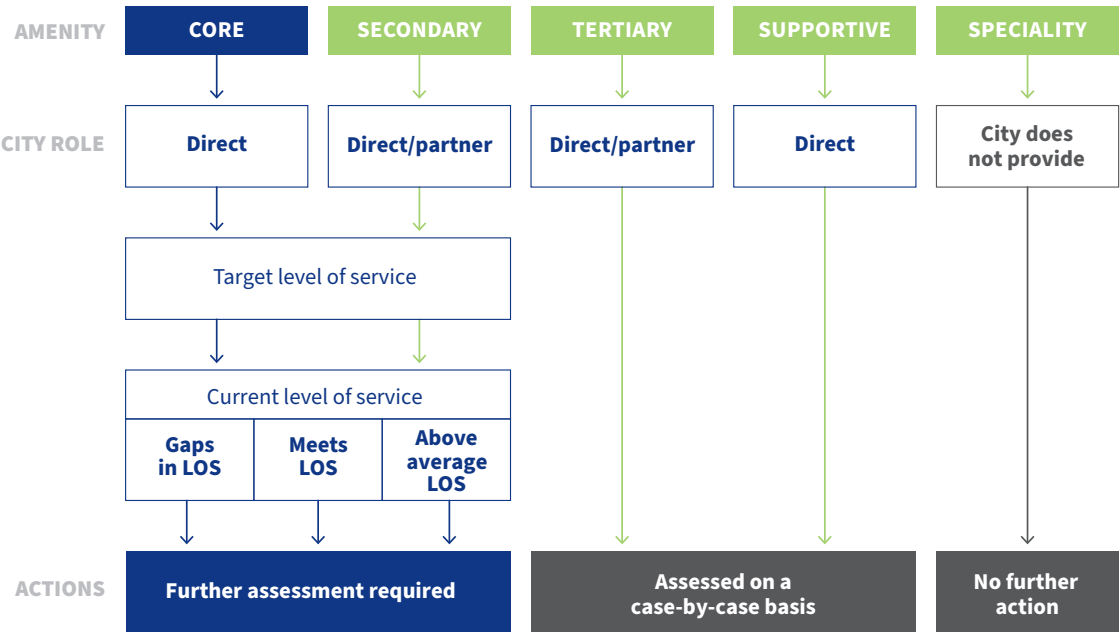 AMENITY
CORE
SECONDARY
TERTIARY
SUPPORTIVE
SPECIALITY
CITY ROLE
Direct
Direct/partner
Direct/partner
Direct
City does
not provide
Target level of service
Current level of service
Gaps
in LOS
Meets
LOS
Above
average
LOS
ACTIONS
Further assessment required
Assessed on a
case-by-case basis
No further
action